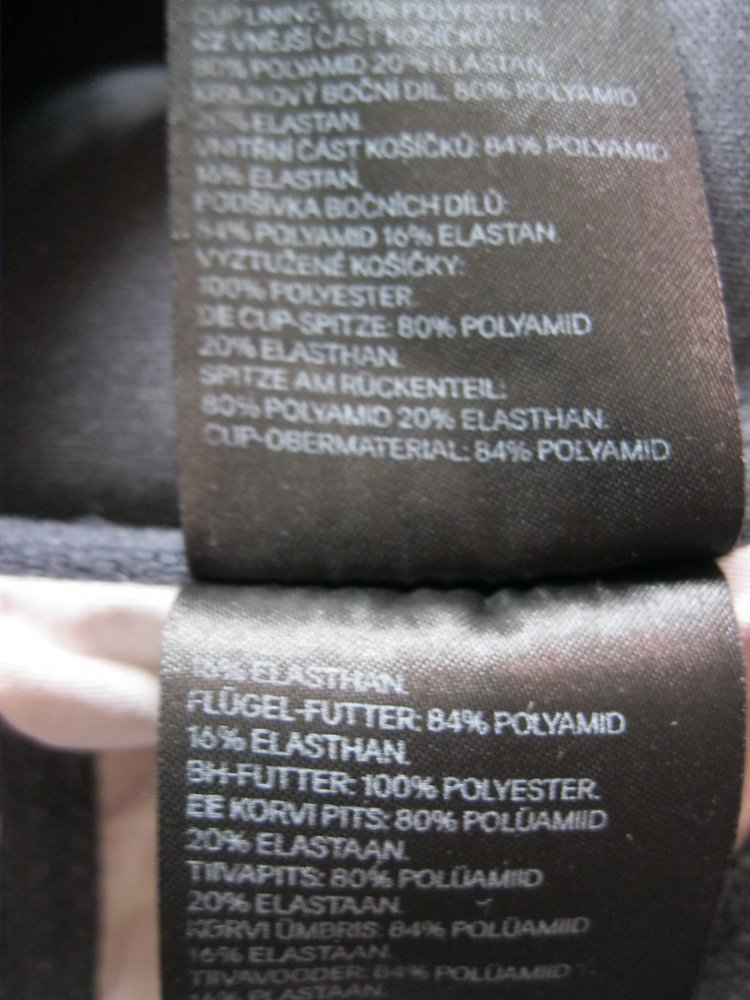 CUP LINING: 100% POLYESTER.
CZ VNĚJŠÍ ČÁST KOŠÍČKŮ:
80% POLYAMID 20% ELASTAN.
KRAJKOVÝ BOČNÍ DÍL: 80% POLYAMID
20% ELASTAN.
VNITŘNÍ ČÁST KOŠÍČKŮ: 84% POLYAMID
16% ELASTAN.
PODŠÍVKA BOČNÍCH DÍLŮ:
84% POLYAMID 16% ELASTAN.
VYZTUŽENÉ KOŠÍČKY:
100% POLYESTER.
DE CUP-SPITZE: 80% POLYAMID
20% ELASTHAN.
SPITZE AM RÜCKENTEIL:
80% POLYAMID 20% ELASTHAN.
CUP-OBERMATERIAL: 84% POLYAMID
16% ELASTHAN.
FLÜGEL-FUTTER: 84% POLYAMID
16% ELASTHAN.
BH-FUTTER: 100% POLYESTER.
EE KORVI PITS: 80% POLÜAMIID
20% ELASTAAN.
TIIVAPITS: 80% POLÜAMIID
20% ELASTAAN.
KORVI ÜMBRIS: 84% POLÜAMIID
16% ELASTAAN.
TIIVAVOODER: 84% POLÜAMIID
16% ELASTAAN.